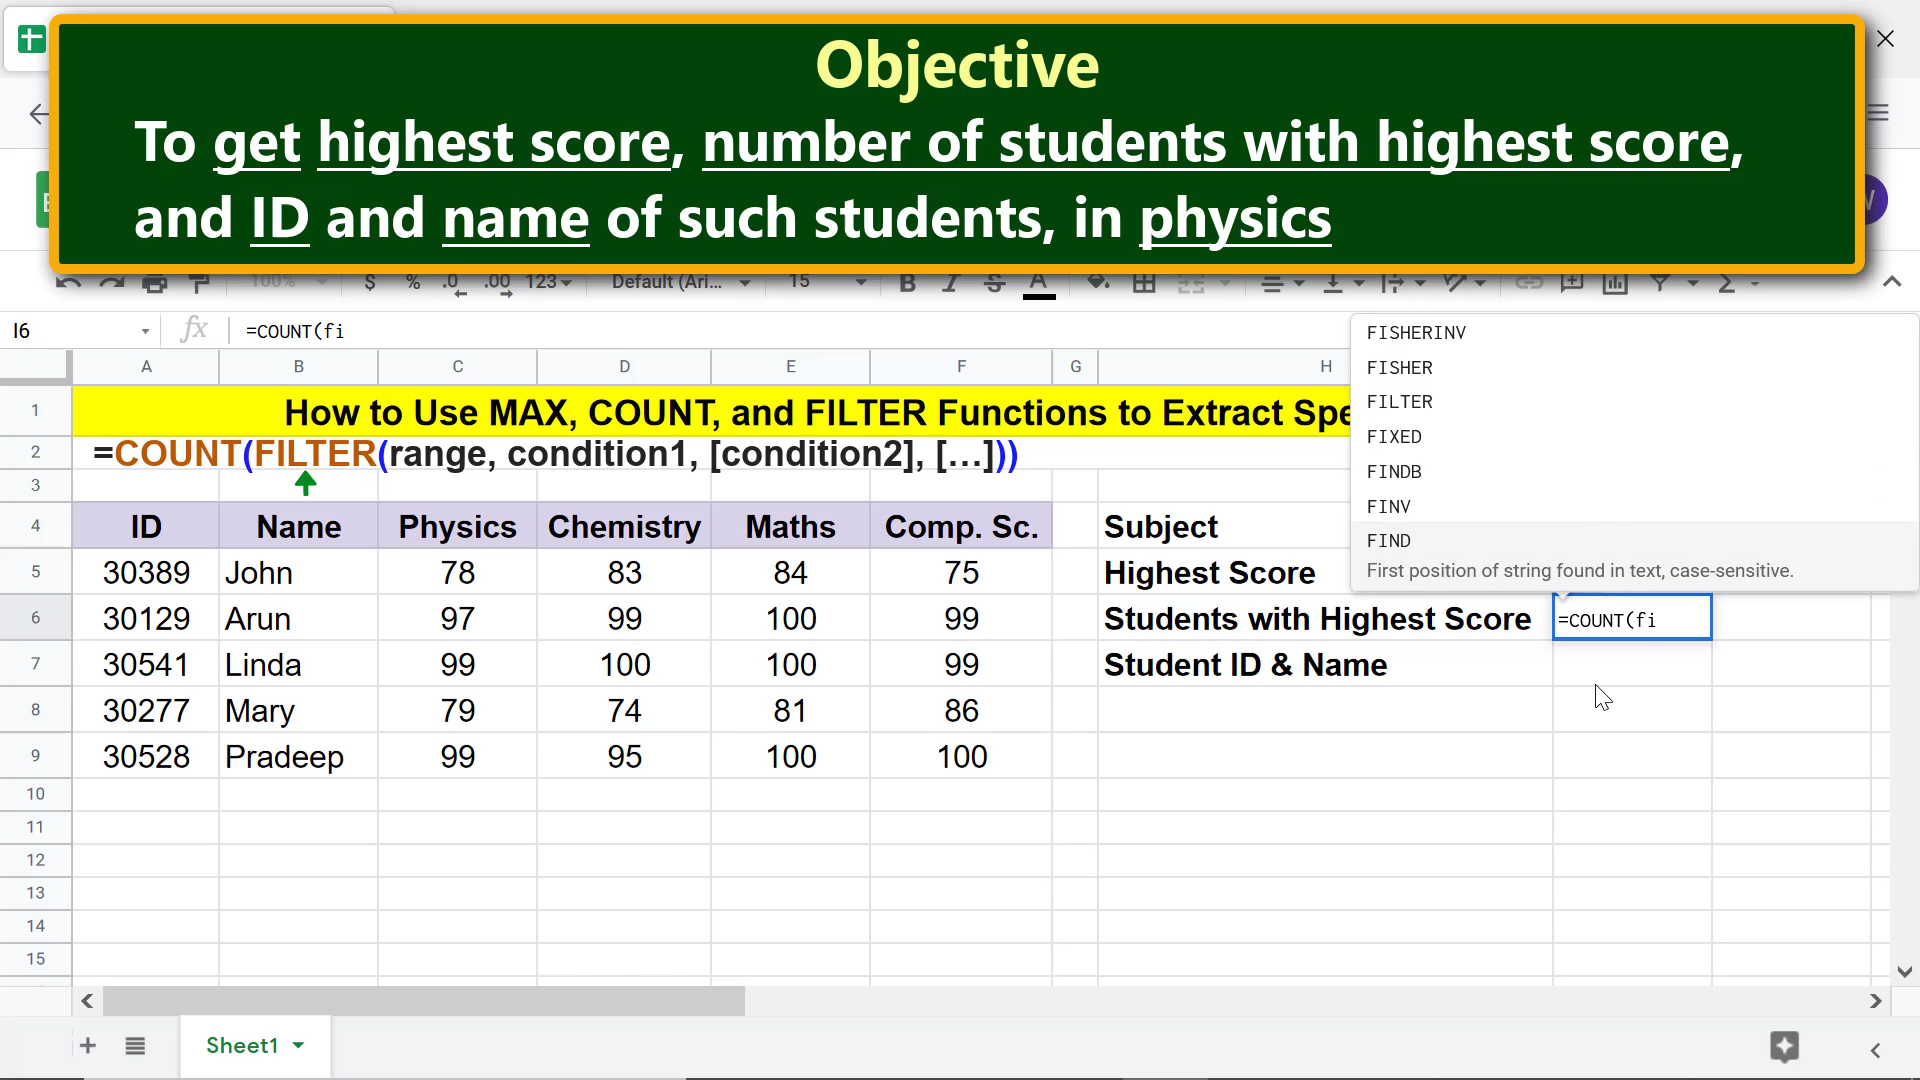 Objective
To get highest score, number of students with highest score,
and ID and name of such students, in physics
100% $ % .0 .00 123 Default (Ari... 15 B I S A
I6 fx =COUNT(fi
FISHERINV
FISHER
FILTER
FIXED
FINDB
FINV
FIND
First position of string found in text, case-sensitive.
A B C D E F G H
1 How to Use MAX, COUNT, and FILTER Functions to Extract Spe
2 =COUNT(FILTER(range, condition1, [condition2], [...]))
3
4 ID Name Physics Chemistry Maths Comp. Sc. Subject
5 30389 John 78 83 84 75 Highest Score
6 30129 Arun 97 99 100 99 Students with Highest Score =COUNT(fi
7 30541 Linda 99 100 100 99 Student ID & Name
8 30277 Mary 79 74 81 86
9 30528 Pradeep 99 95 100 100
10
11
12
13
14
15
Sheet1